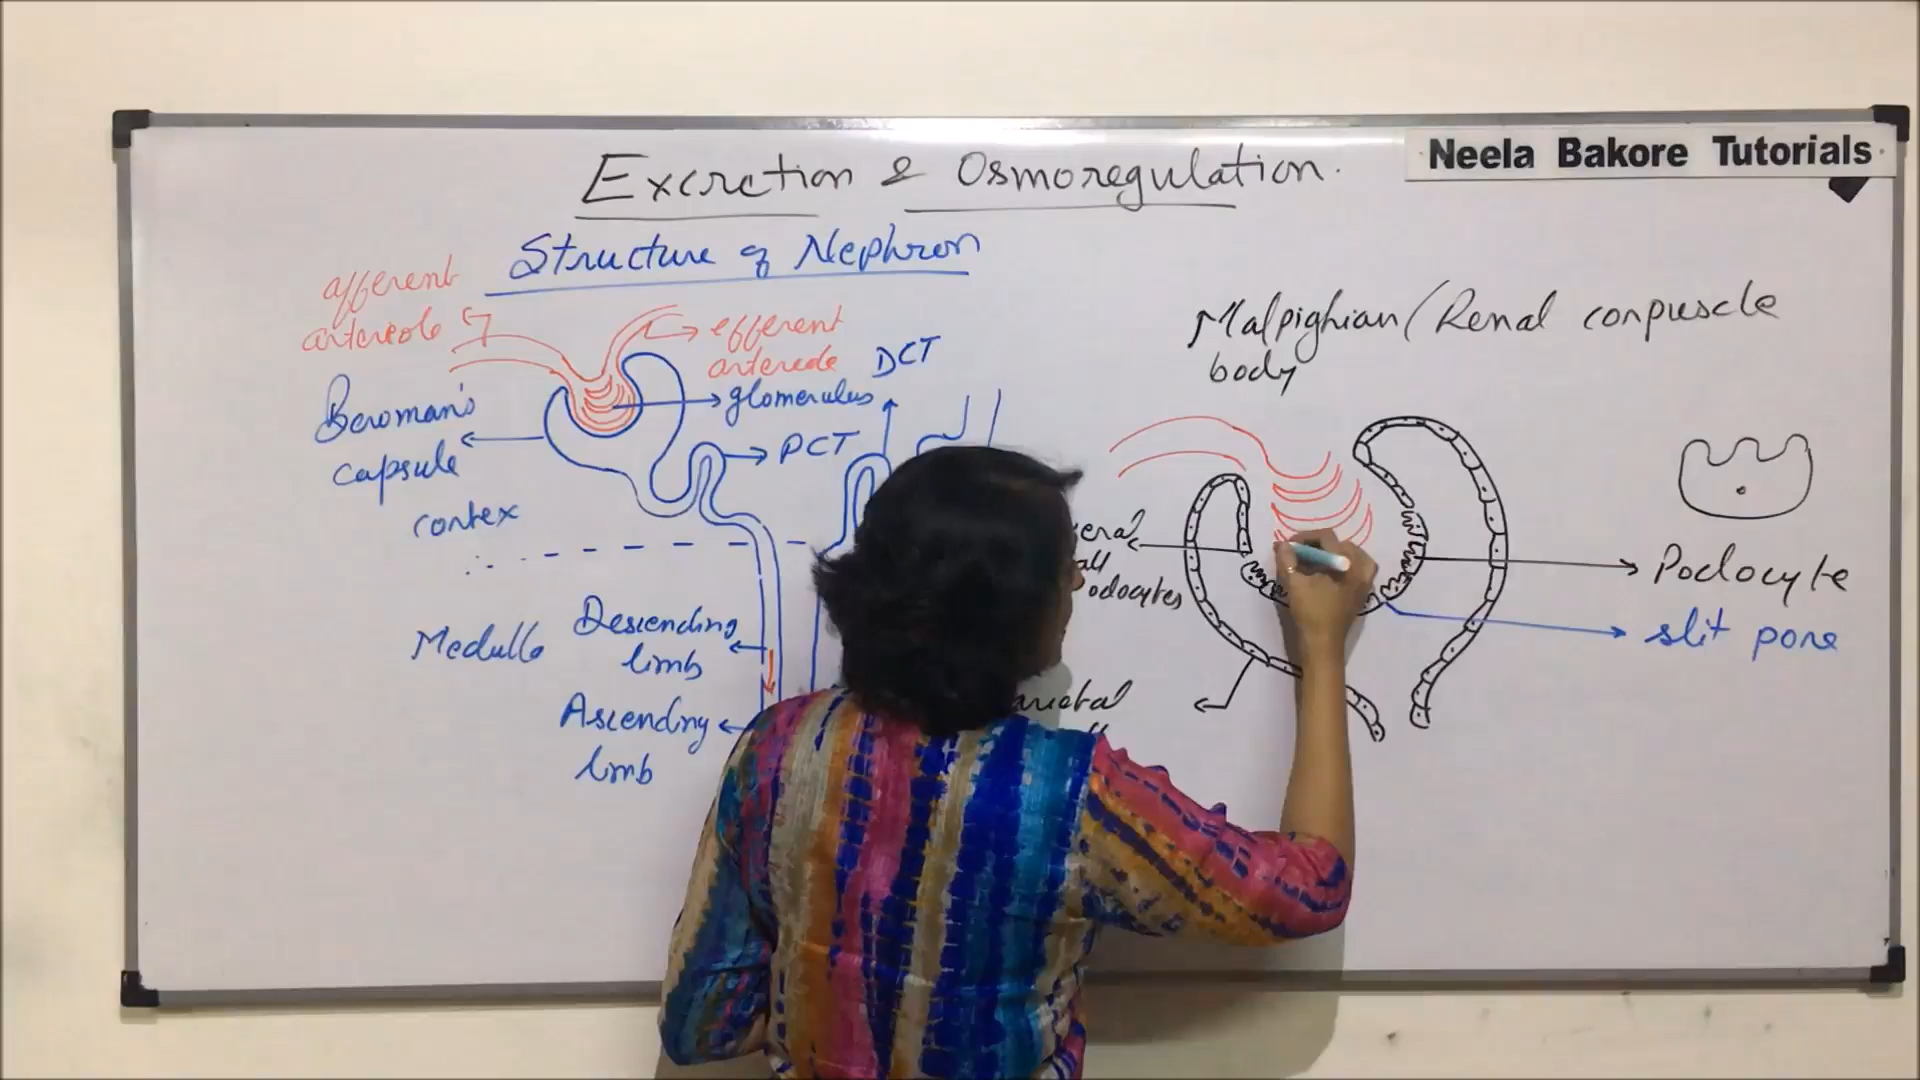 Neela Bakore Tutorials
Excretion & Osmoregulation.
Structure of Nephron
afferent
arteriole
efferent
arteriole
DCT
glomerulus
Bowman's
capsule
PCT
cortex
Medulla
Descending
limb
Ascending
limb
Malpighian/Renal corpuscle
body
Podocytes
Podocyte
slit pore